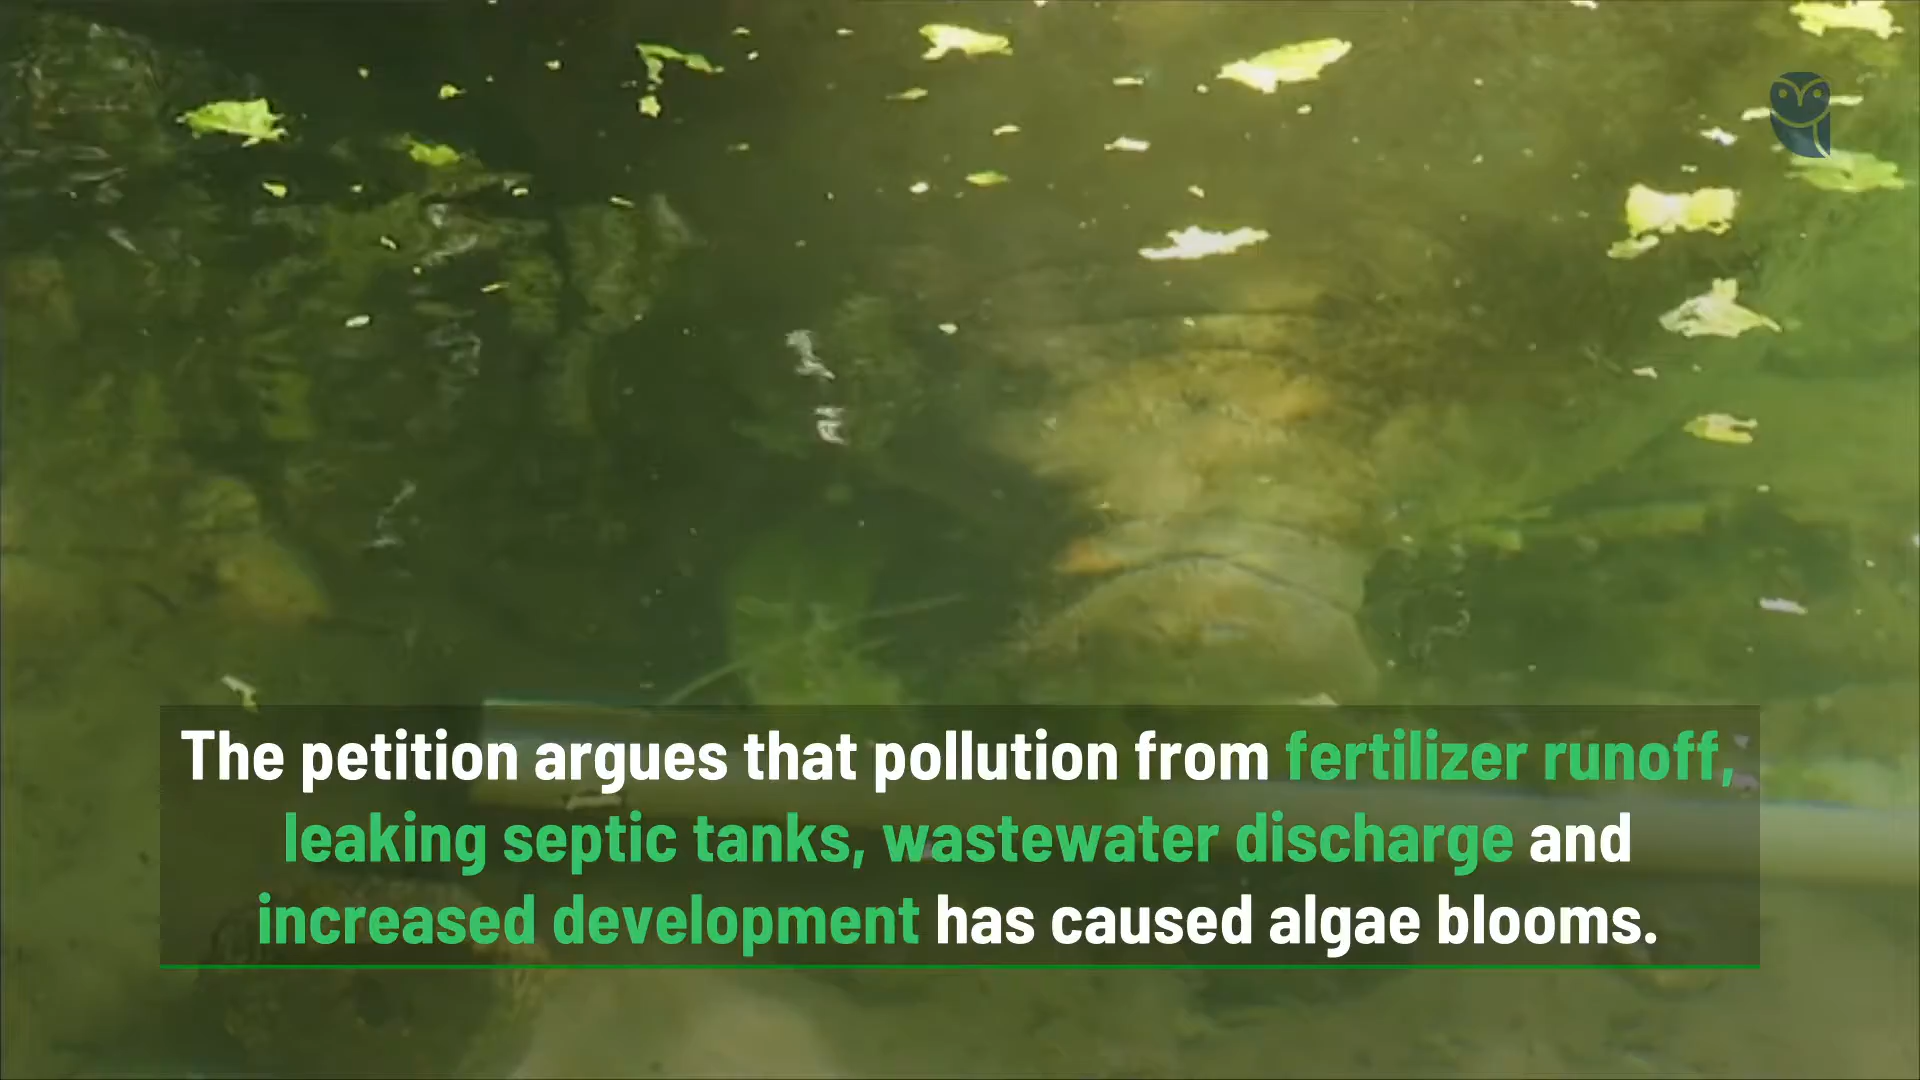 The petition argues that pollution from fertilizer runoff,
leaking septic tanks, wastewater discharge and
increased development has caused algae blooms.